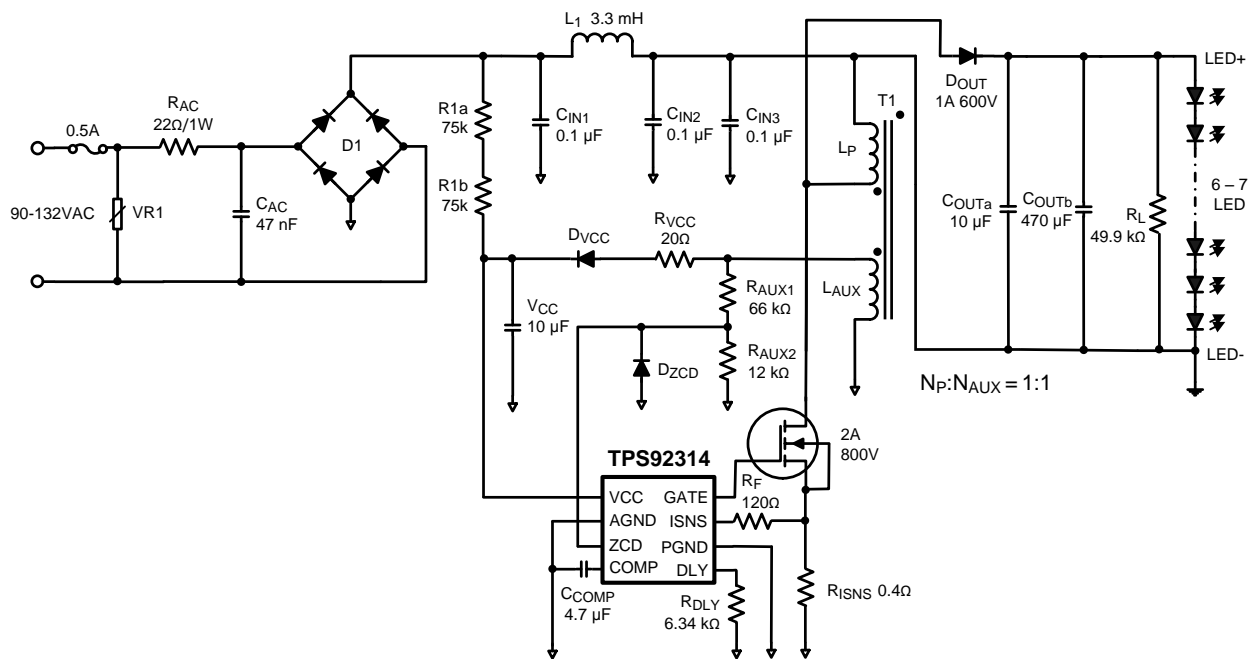 L1 3.3 mH
DOUT
1A 600V
LED+
RAC
22Ω/1W
0.5A
D1
R1a
75k
CIN1
0.1 µF
CIN2
0.1 µF
CIN3
0.1 µF
T1
LP
90-132VAC
VR1
CAC
47 nF
R1b
75k
COUTa
10 µF
COUTb
470 µF
RL
49.9 kΩ
6 – 7
LED
DVCC
RVCC
20Ω
RAUX1
66 kΩ
LAUX
VCC
10 µF
DZCD
RAUX2
12 kΩ
LED-
NP:NAUX = 1:1
2A
800V
TPS92314
VCC
AGND
ZCD
COMP
GATE
ISNS
PGND
DLY
RF
120Ω
CCOMP
4.7 µF
RDLY
6.34 kΩ
RISNS 0.4Ω